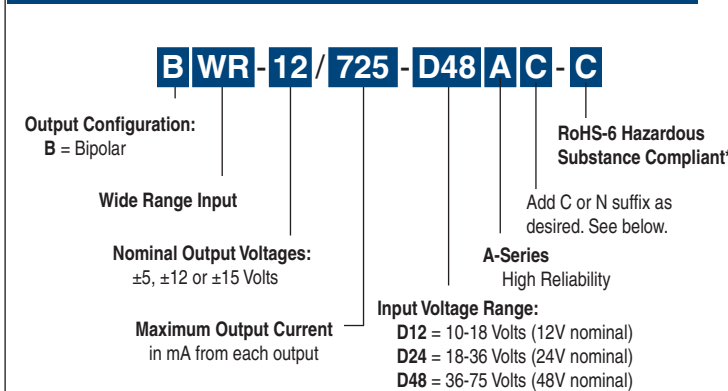 B WR - 12 / 725 - D48 A C - C
Output Configuration:
B = Bipolar
Wide Range Input
Nominal Output Voltages:
±5, ±12 or ±15 Volts
Maximum Output Current
in mA from each output
Input Voltage Range:
D12 = 10-18 Volts (12V nominal)
D24 = 18-36 Volts (24V nominal)
D48 = 36-75 Volts (48V nominal)
A-Series
High Reliability
Add C or N suffix as
desired. See below.
RoHS-6 Hazardous
Substance Compliant*